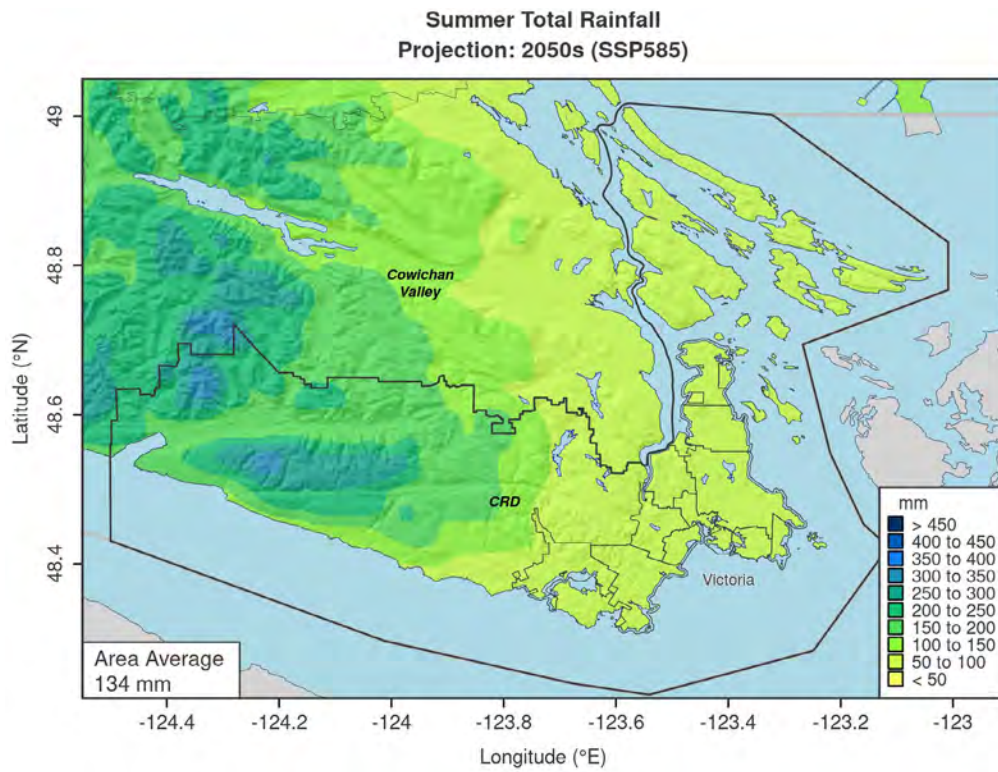 Summer Total Rainfall
Projection: 2050s (SSP585)
Latitude (°N)
49
48.8
48.6
48.4
Cowichan
Valley
CRD
Victoria
mm
> 450
400 to 450
350 to 400
300 to 350
250 to 300
200 to 250
150 to 200
100 to 150
50 to 100
< 50
Area Average
134 mm
-124.4 -124.2 -124 -123.8 -123.6 -123.4 -123.2 -123
Longitude (°E)